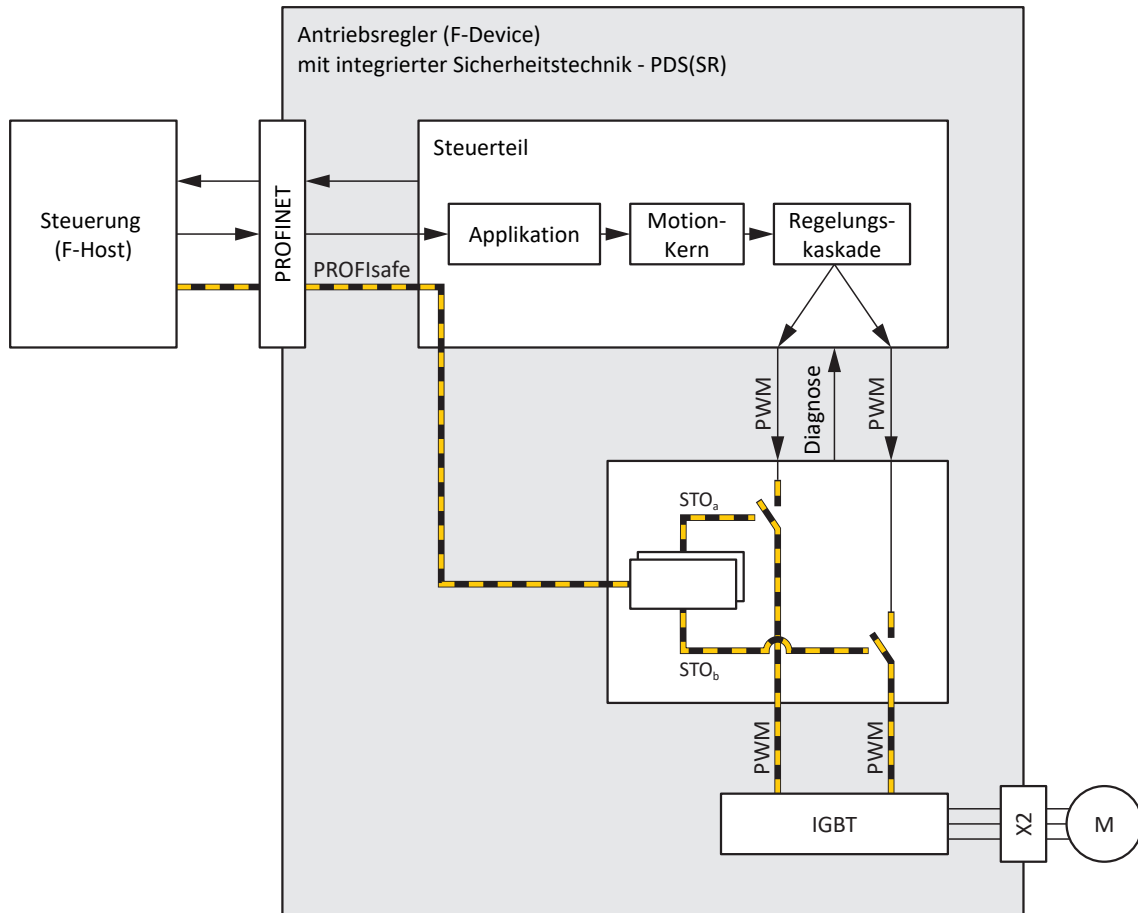 Antriebsregler (F-Device)
mit integrierter Sicherheitstechnik - PDS(SR)
Steuerung
(F-Host)
PROFINET
PROFIsafe
Steuerteil
Applikation
Motion-
Kern
Regelungs-
kaskade
PWM
Diagnose
PWM
STOₐ
STO_b
PWM
PWM
IGBT
X2
M